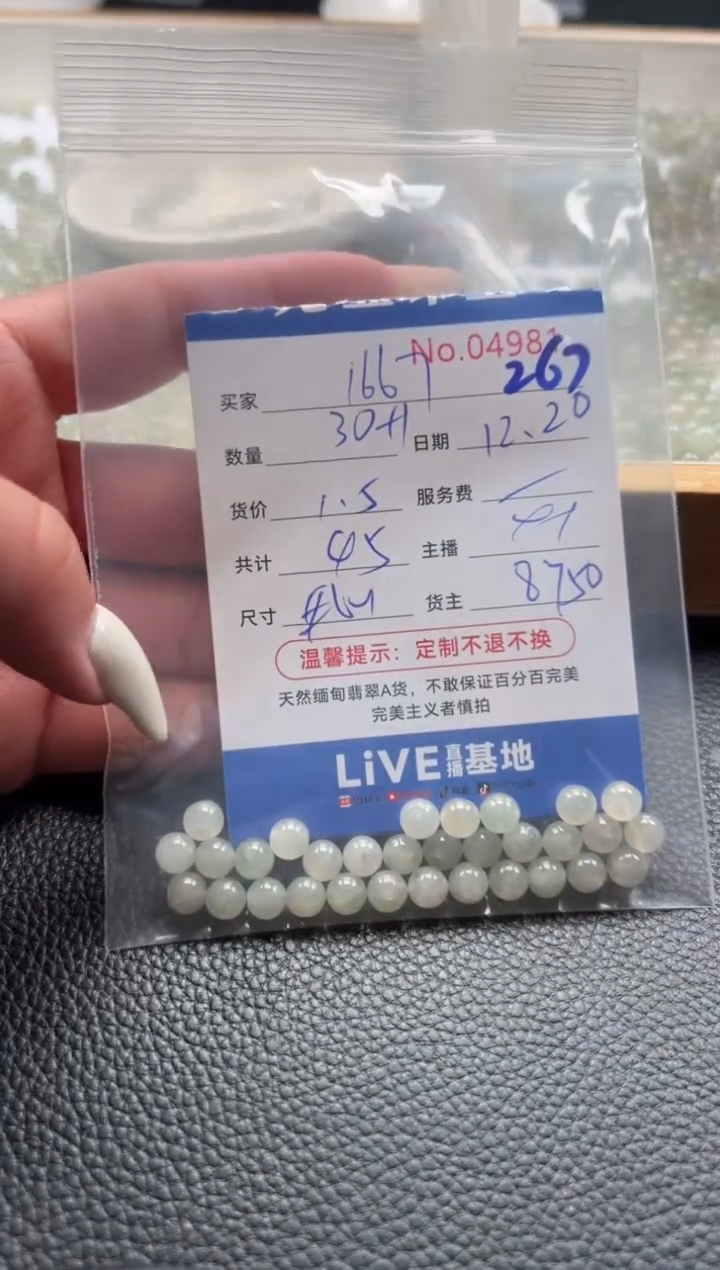 No.04981
267
买家 1667
数量 30+1 日期 12.20
货价 1.5 服务费
共计 45 主播
尺寸 货主 8750
温馨提示：定制不退不换
天然缅甸翡翠A货，不敢保证百分百完美
完美主义者慎拍
LiVE直播基地